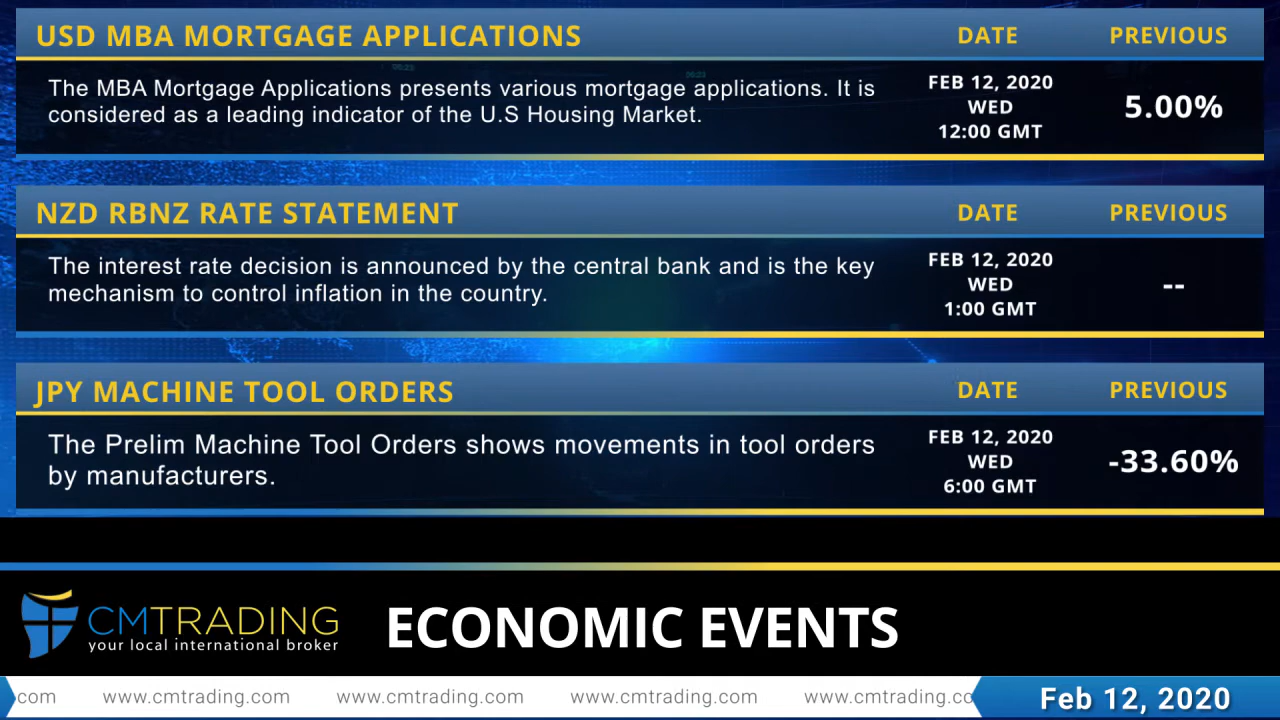 USD MBA MORTGAGE APPLICATIONS DATE PREVIOUS
The MBA Mortgage Applications presents various mortgage applications. It is
considered as a leading indicator of the U.S Housing Market.
FEB 12, 2020
WED
12:00 GMT
5.00%
NZD RBNZ RATE STATEMENT DATE PREVIOUS
The interest rate decision is announced by the central bank and is the key
mechanism to control inflation in the country.
FEB 12, 2020
WED
1:00 GMT
--
JPY MACHINE TOOL ORDERS DATE PREVIOUS
The Prelim Machine Tool Orders shows movements in tool orders
by manufacturers.
FEB 12, 2020
WED
6:00 GMT
-33.60%
CMTRADING
your local international broker
ECONOMIC EVENTS
com www.cmtrading.com www.cmtrading.com www.cmtrading.com www.cmtrading.co
Feb 12, 2020